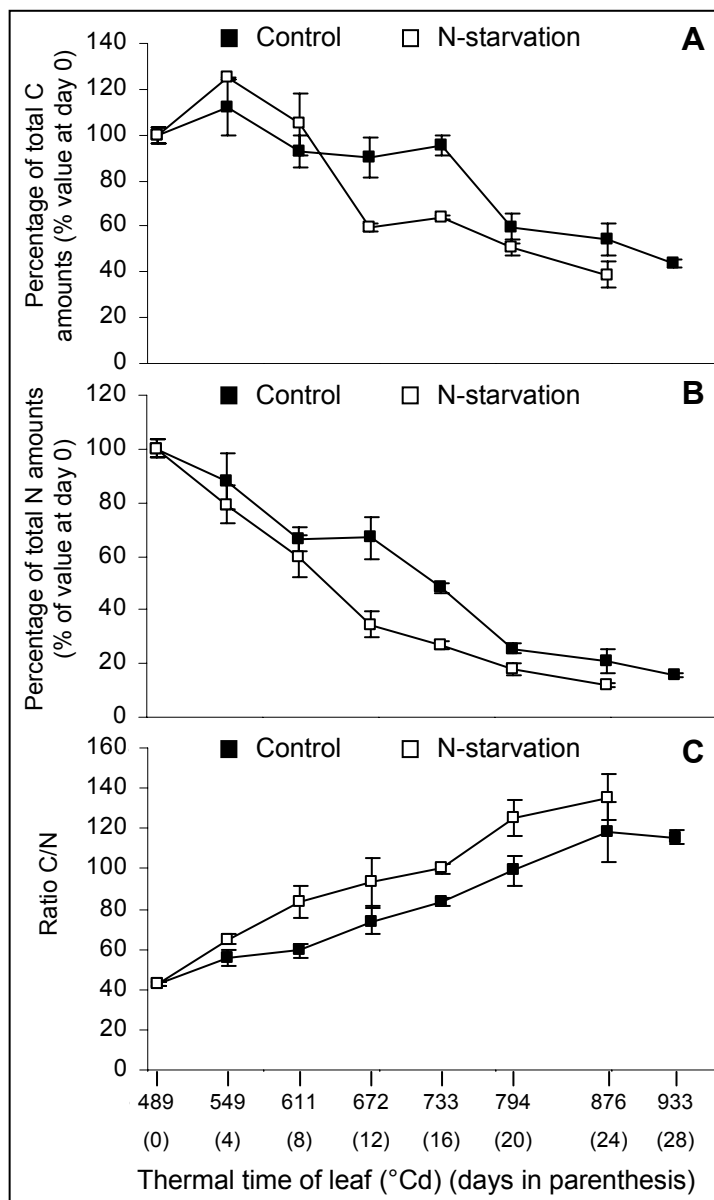 Control N-starvation A
Percentage of total C
amounts (% value at day 0)
140
120
100
80
60
40
20
0
Control N-starvation B
Percentage of total N amounts
(% of value at day 0)
120
100
80
60
40
20
0
Control N-starvation C
Ratio C/N
160
140
120
100
80
60
40
20
0
489 549 611 672 733 794 876 933
(0) (4) (8) (12) (16) (20) (24) (28)
Thermal time of leaf (°Cd) (days in parenthesis)